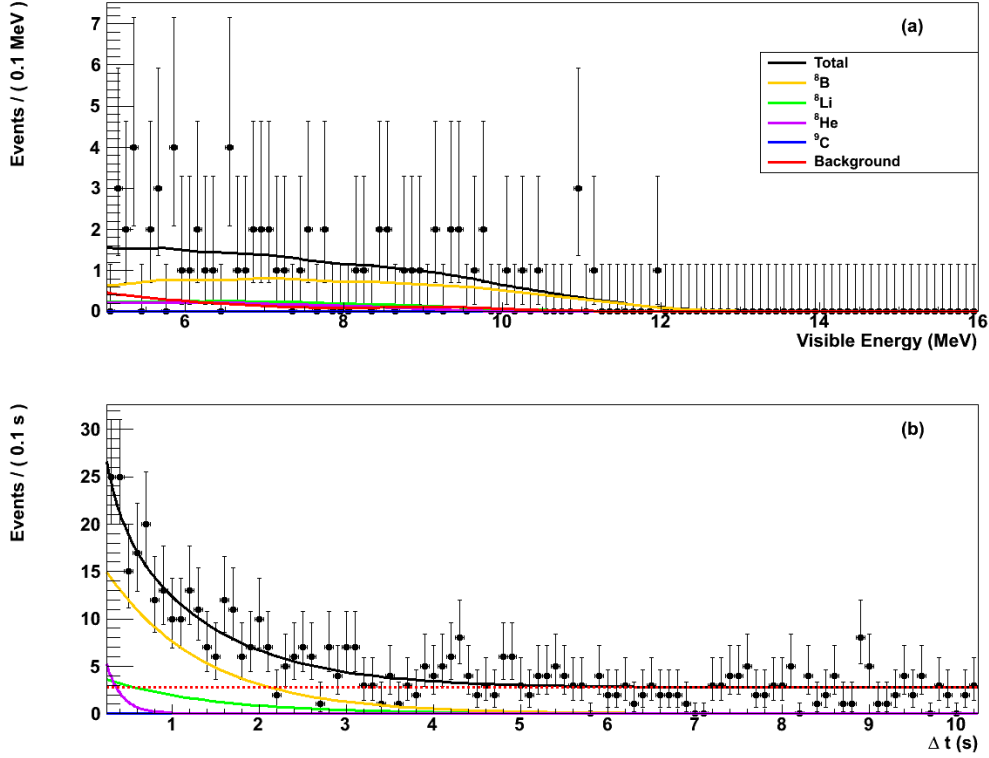 (a)
Events / ( 0.1 MeV )
7
6
5
4
3
2
1
0
Total
⁸B
⁸Li
⁸He
⁹C
Background
6 8 10 12 14 16
Visible Energy (MeV)
(b)
Events / ( 0.1 s )
30
25
20
15
10
5
0
1 2 3 4 5 6 7 8 9 10
Δ t (s)